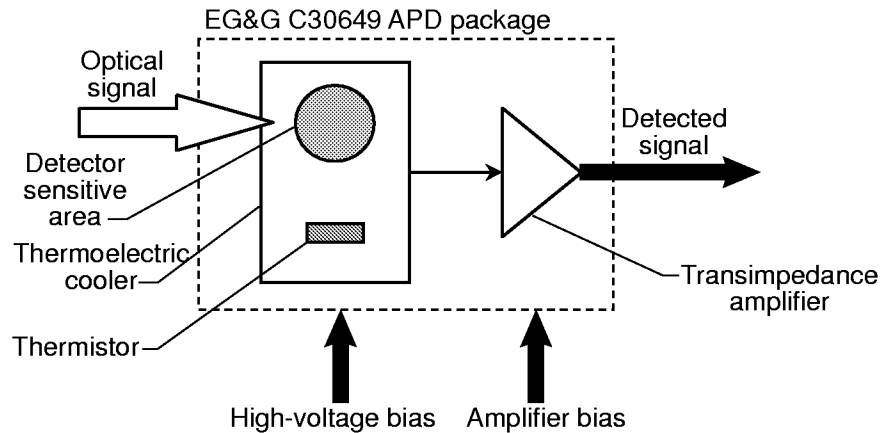 EG&G C30649 APD package
Optical
signal
Detector
sensitive
area
Thermoelectric
cooler
Thermistor
Detected
signal
Transimpedance
amplifier
High-voltage bias
Amplifier bias